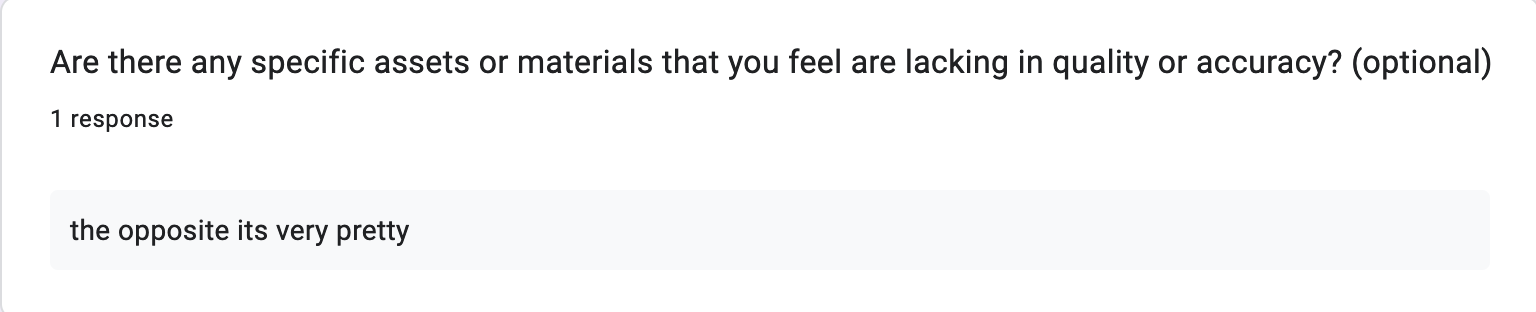 Are there any specific assets or materials that you feel are lacking in quality or accuracy? (optional)
1 response
the opposite its very pretty